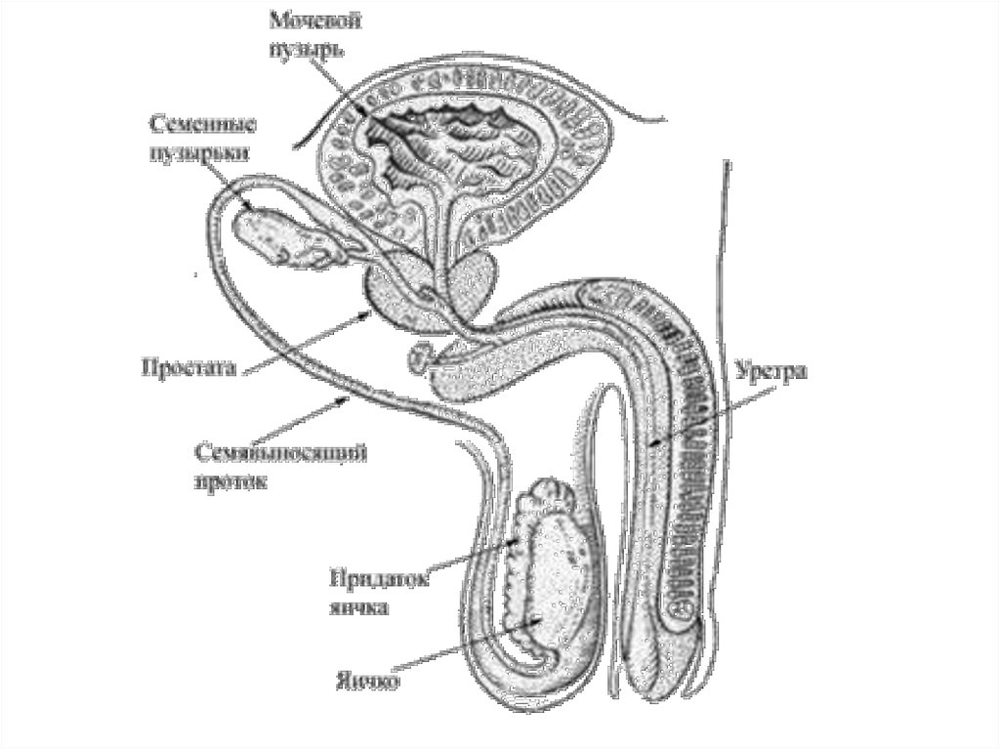 Мочевой
пузырь
Семенные
пузырьки
Простата
Уретра
Семявыносящий
проток
Придаток
яичка
Яичко